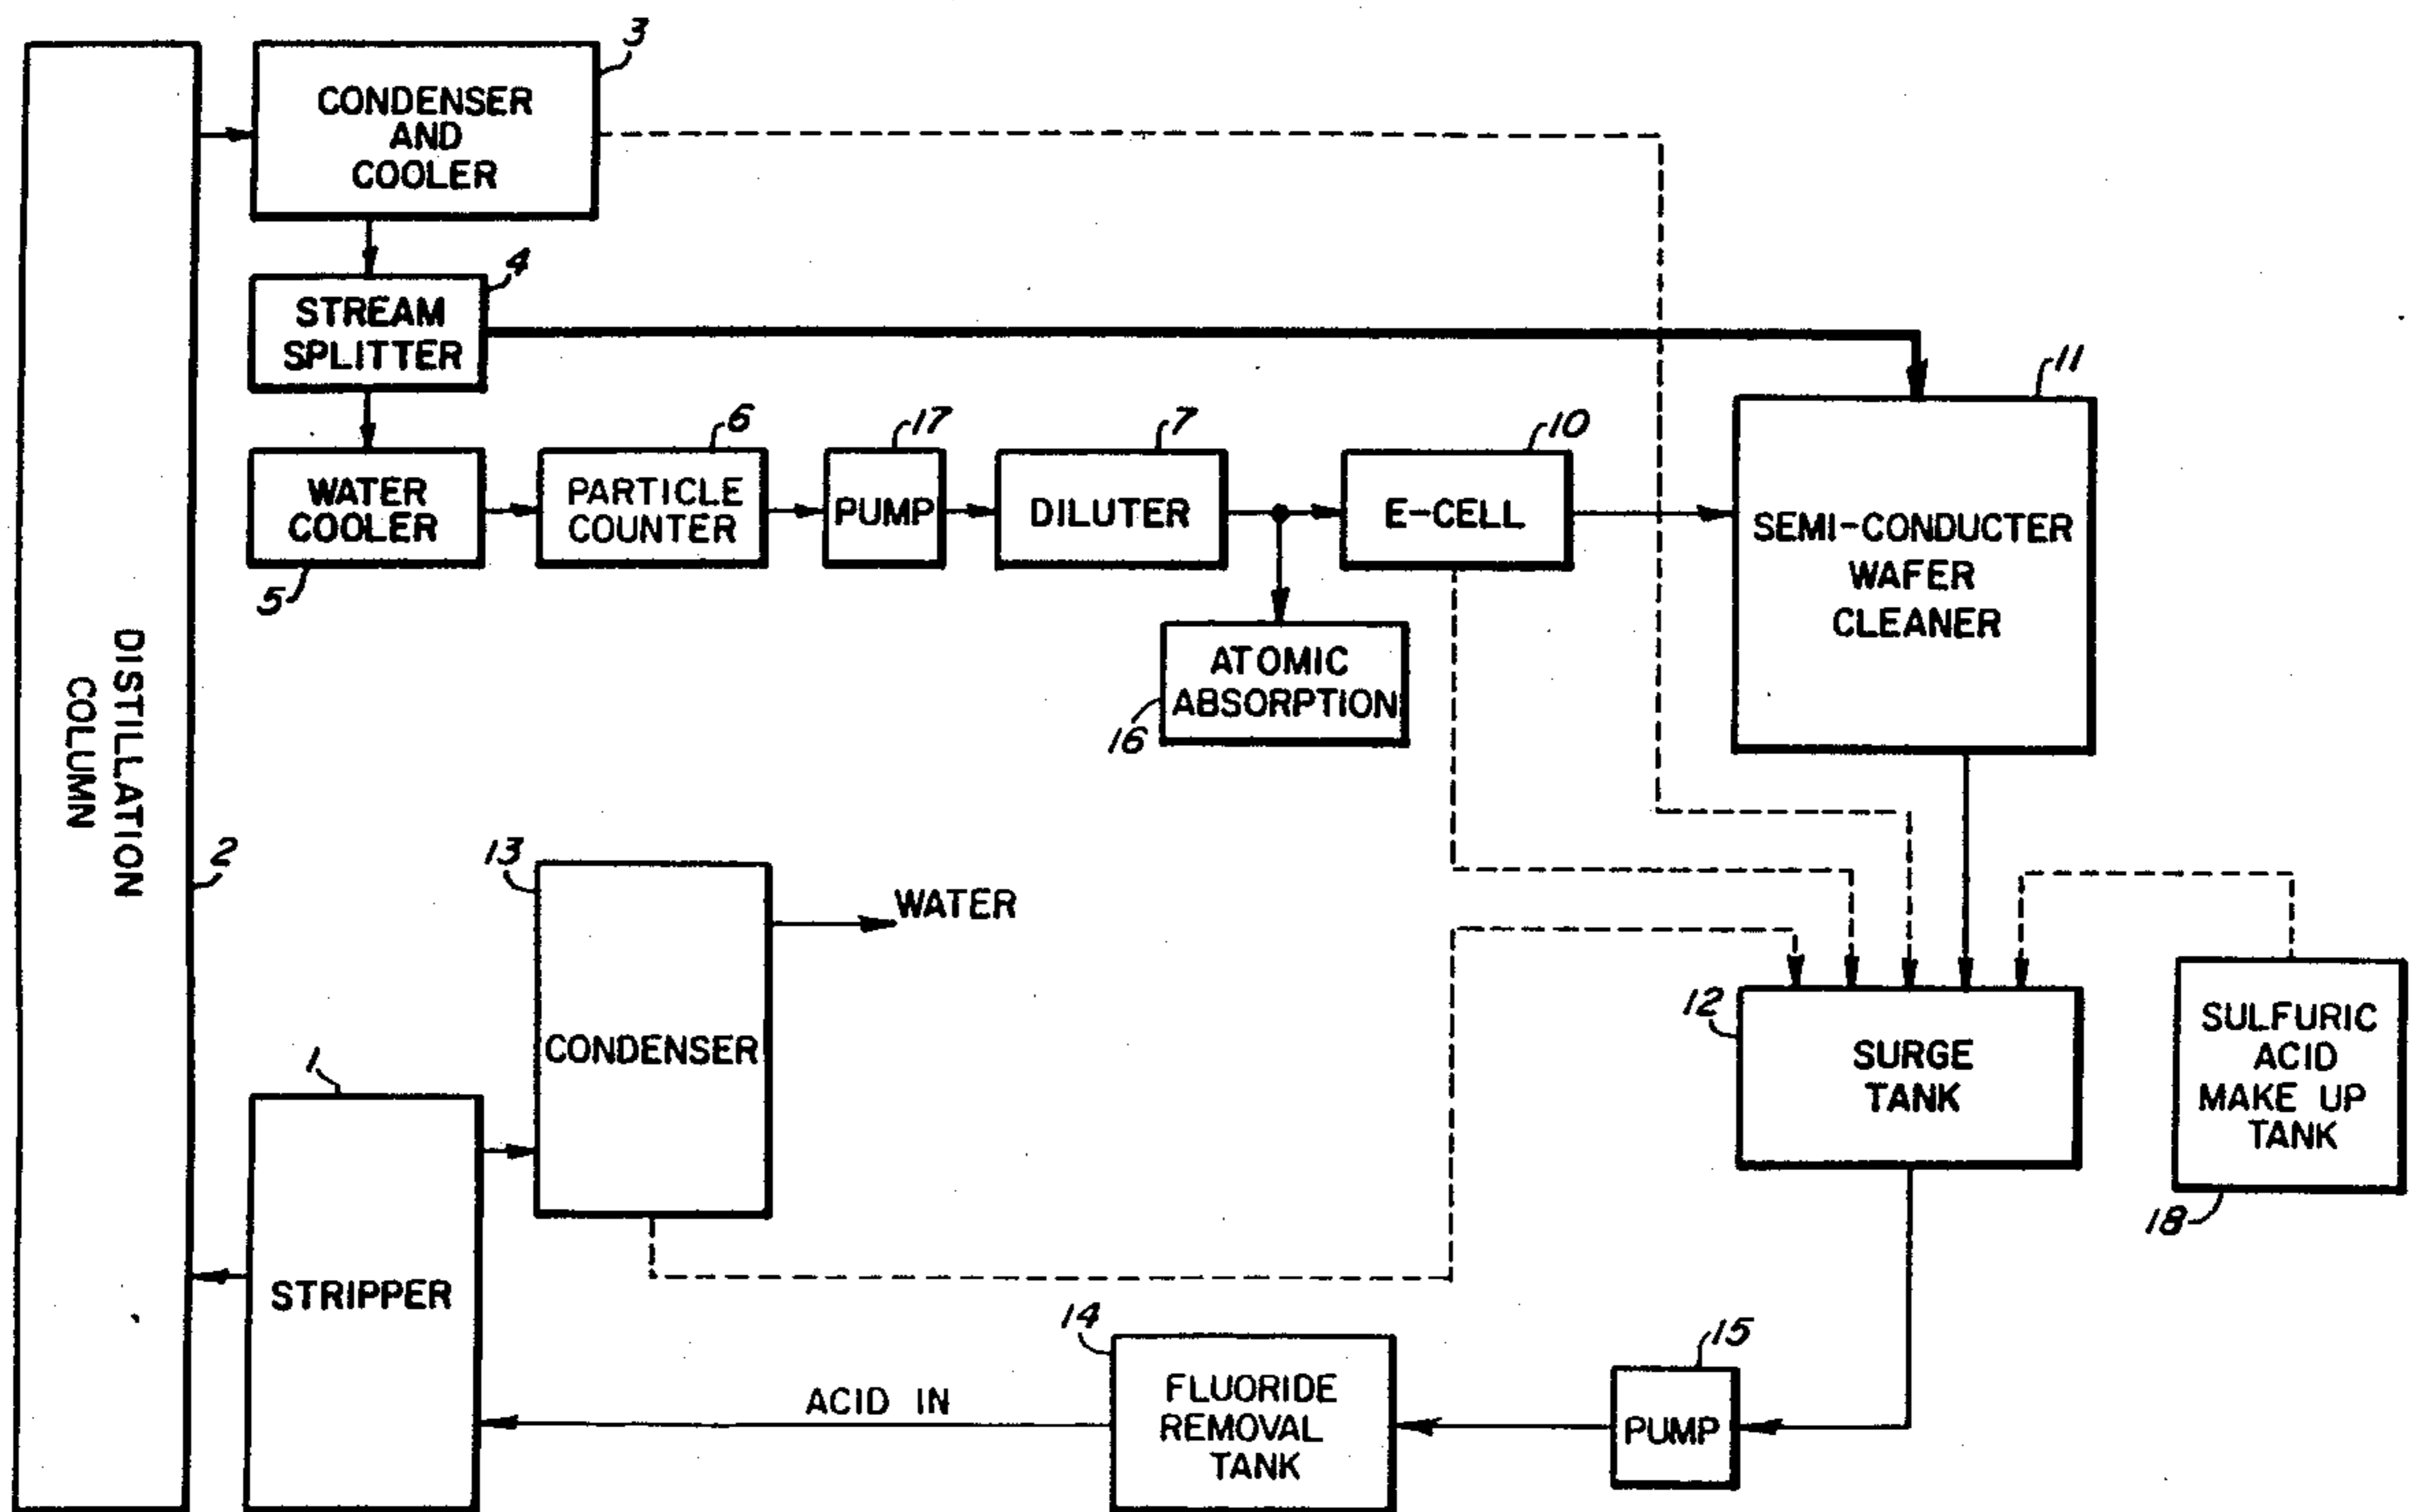 3
CONDENSER
AND
COOLER
4
STREAM
SPLITTER
11
6
17
7
10
WATER
COOLER
PARTICLE
COUNTER
PUMP
DILUTER
E-CELL
SEMI-CONDUCTER
WAFER
CLEANER
5
ATOMIC
ABSORPTION
16
DISTILLATION
COLUMN
2
13
WATER
CONDENSER
12
SURGE
TANK
SULFURIC
ACID
MAKE UP
TANK
18
1
STRIPPER
14
15
ACID IN
FLUORIDE
REMOVAL
TANK
PUMP